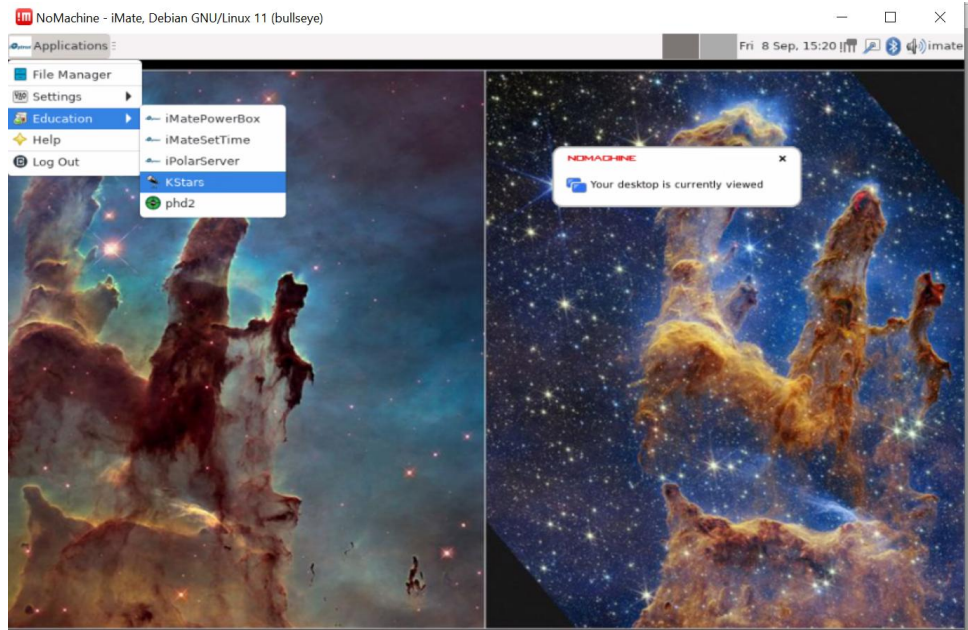 !m NoMachine - iMate, Debian GNU/Linux 11 (bullseye)
Applications
Fri 8 Sep, 15:20
imate
File Manager
Settings
Education
Help
Log Out
iMatePowerBox
iMateSetTime
iPolarServer
KStars
phd2
NOMACHINE
Your desktop is currently viewed